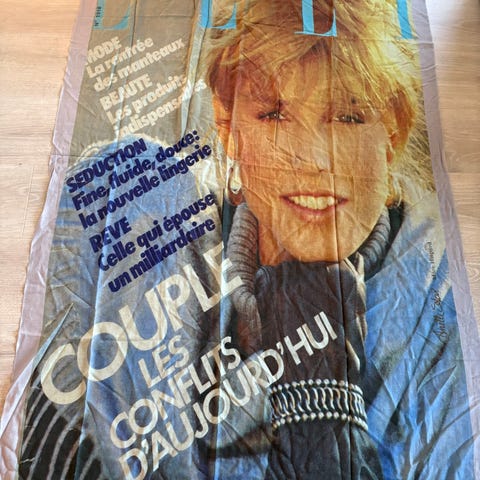 ELLE
MODE
La rentrée
des manteaux
BEAUTE
Les produits
indispensables
SEDUCTION
Fine, fluide, douce:
la nouvelle lingerie
REVE
Celle qui épouse
un milliardaire
COUPLE
LES
CONFLITS
D'AUJOURD'HUI